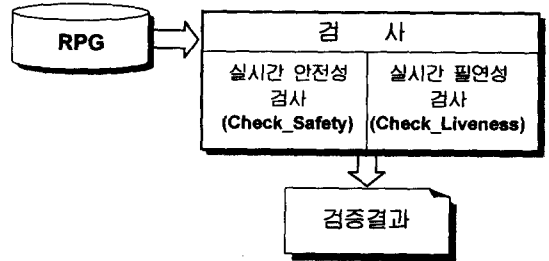 RPG
검 사
실시간 안전성
검사
(Check_Safety)
실시간 필연성
검사
(Check_Liveness)
검증결과